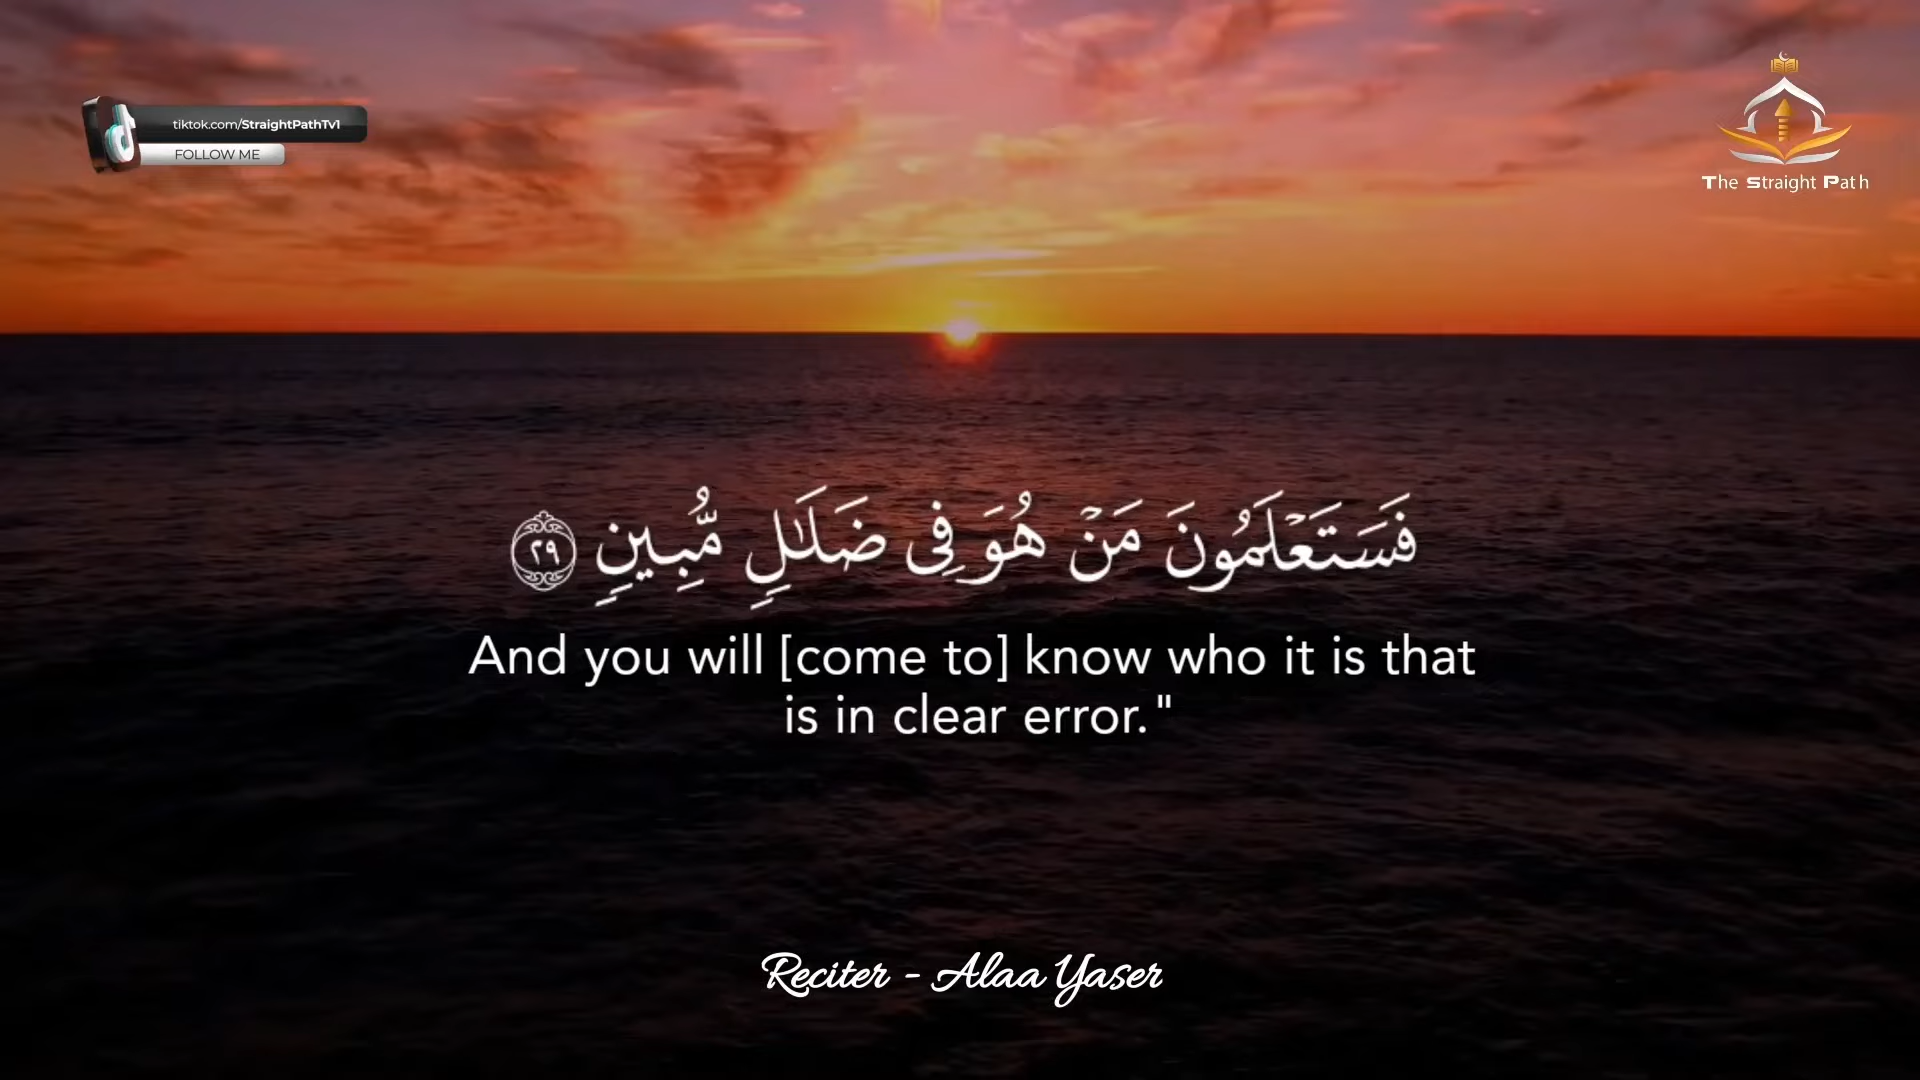 tiktok.com/StraightPathTv1
FOLLOW ME
The Straight Path
فَسَتَعْلَمُونَ مَنْ هُوَ فِى ضَلَـٰلٍ مُّبِينٍ ٢٩
And you will [come to] know who it is that
is in clear error."
Reciter - Alaa Yaser